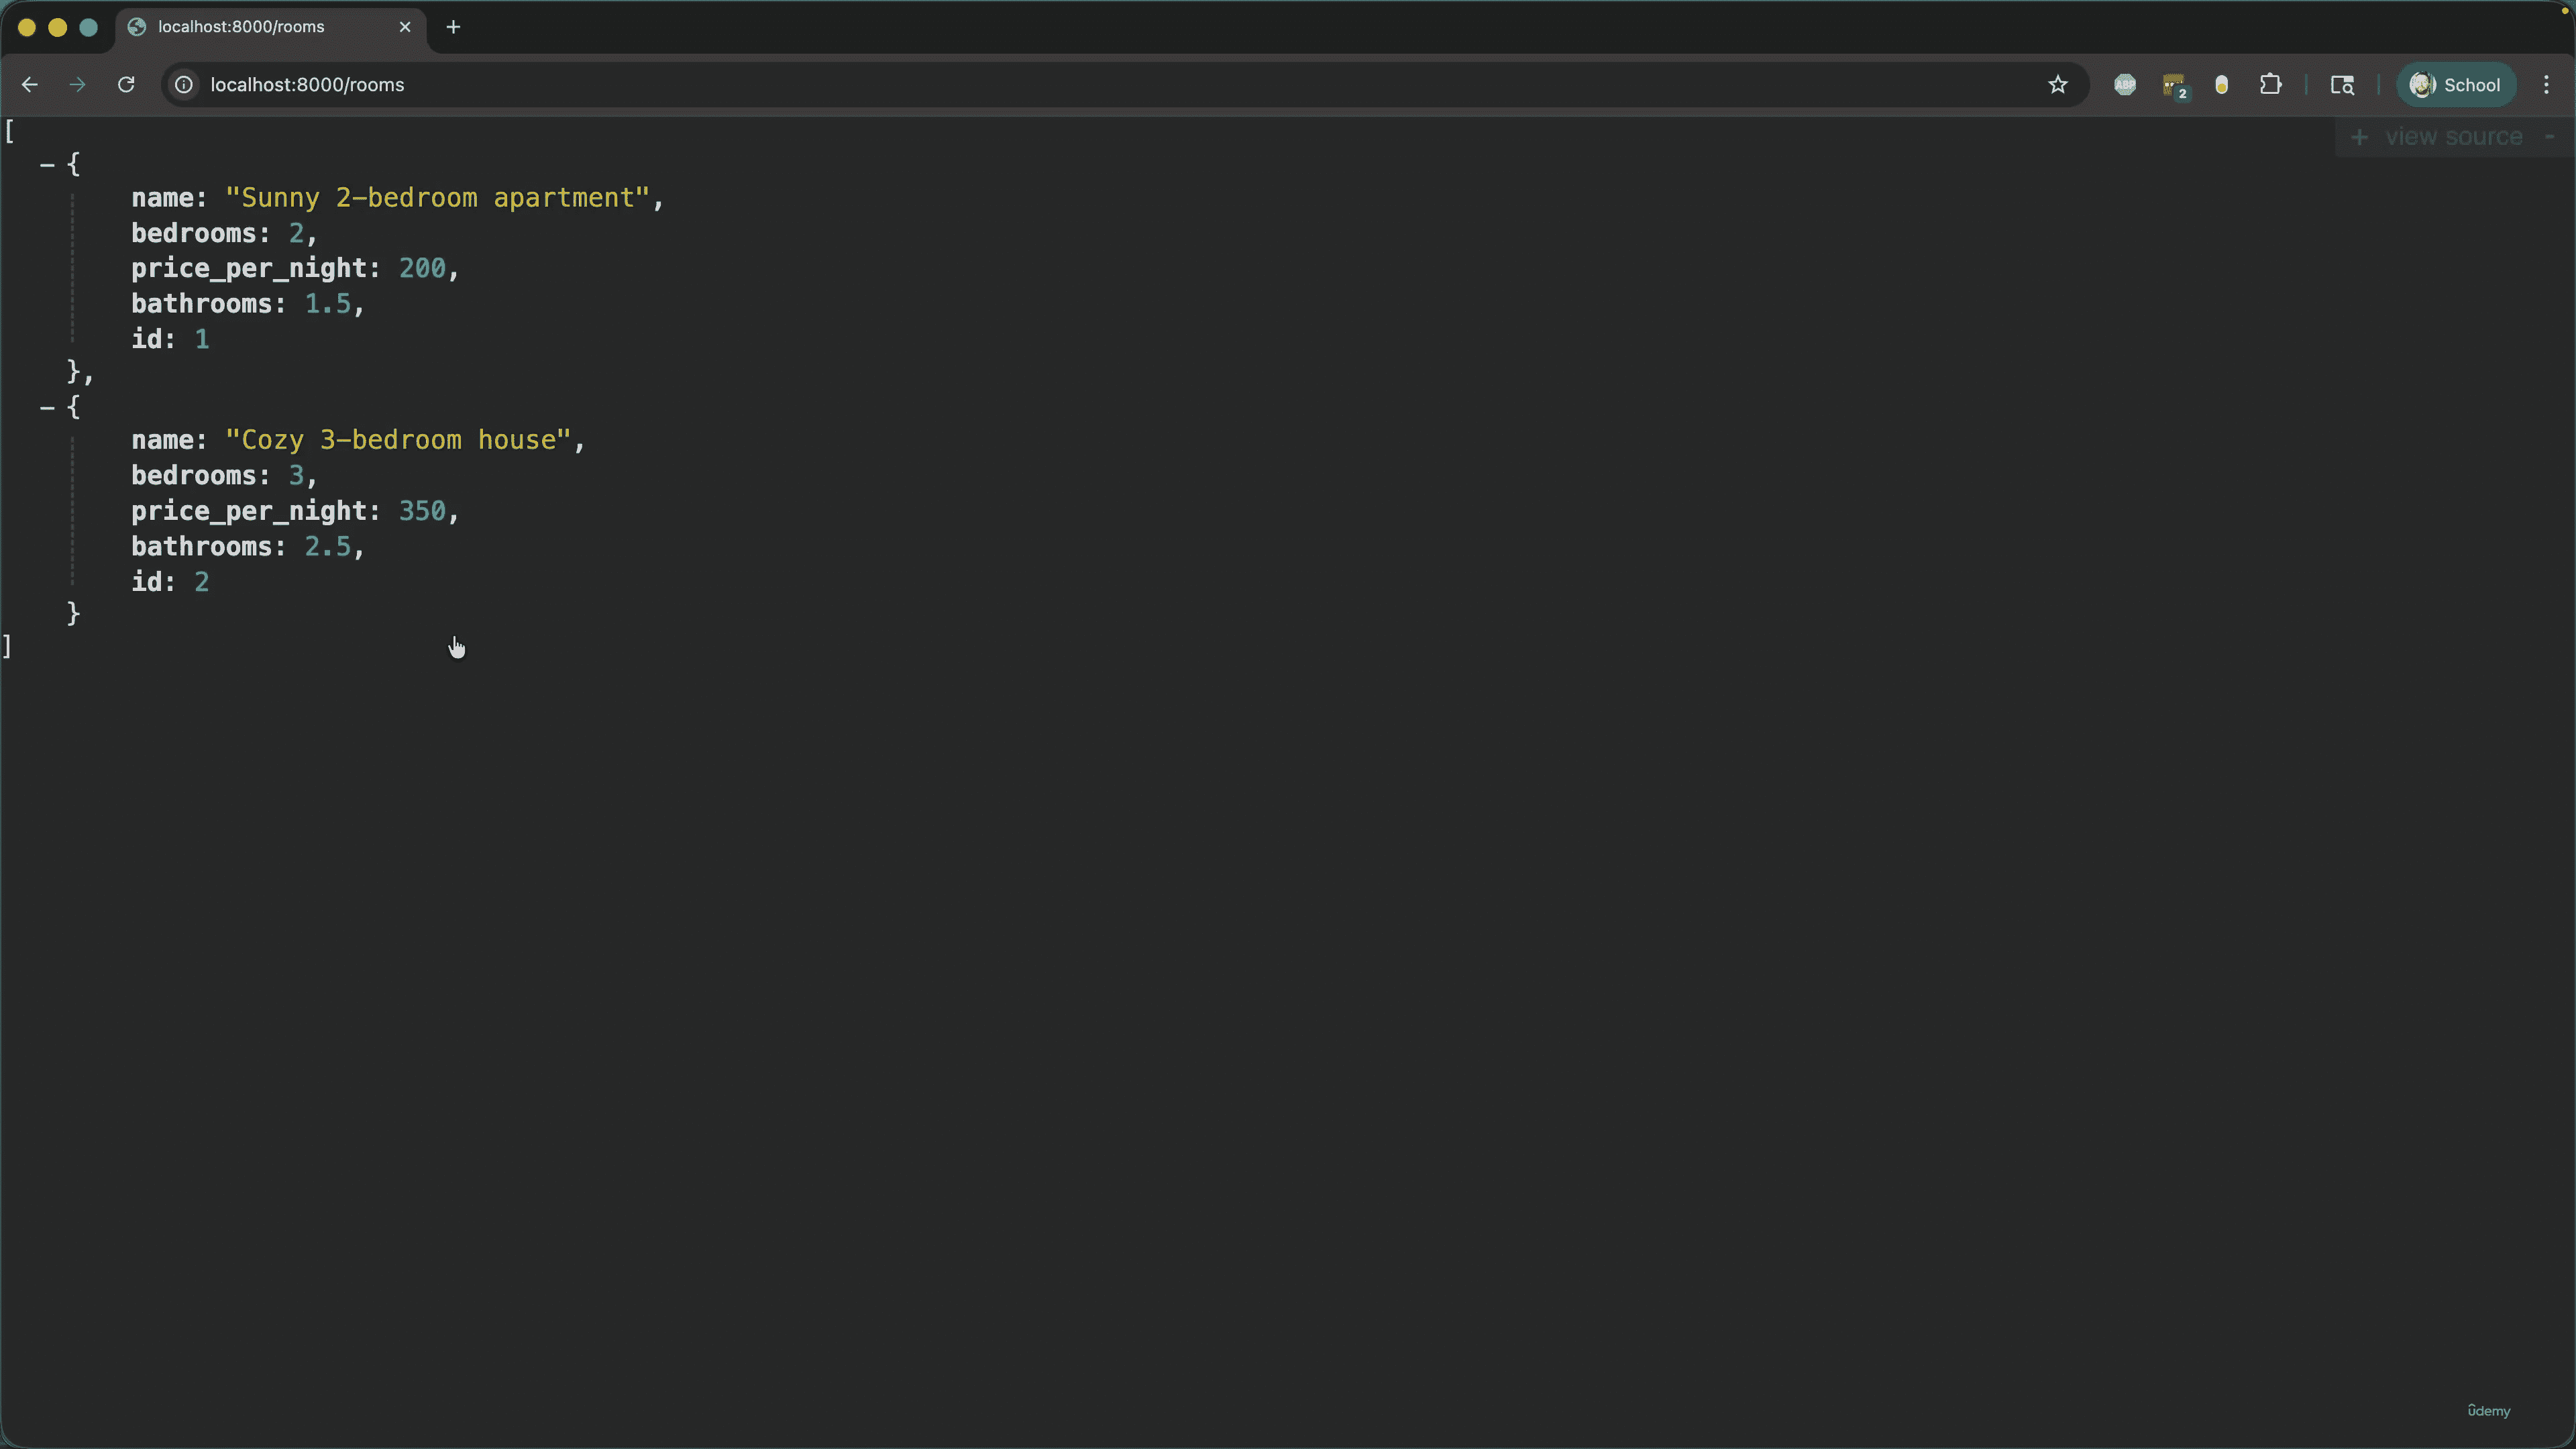 localhost:8000/rooms
localhost:8000/rooms
ABP
2
School
[
+ view source -
- {
name: "Sunny 2-bedroom apartment",
bedrooms: 2,
price_per_night: 200,
bathrooms: 1.5,
id: 1
},
- {
name: "Cozy 3-bedroom house",
bedrooms: 3,
price_per_night: 350,
bathrooms: 2.5,
id: 2
}
]
ûdemy